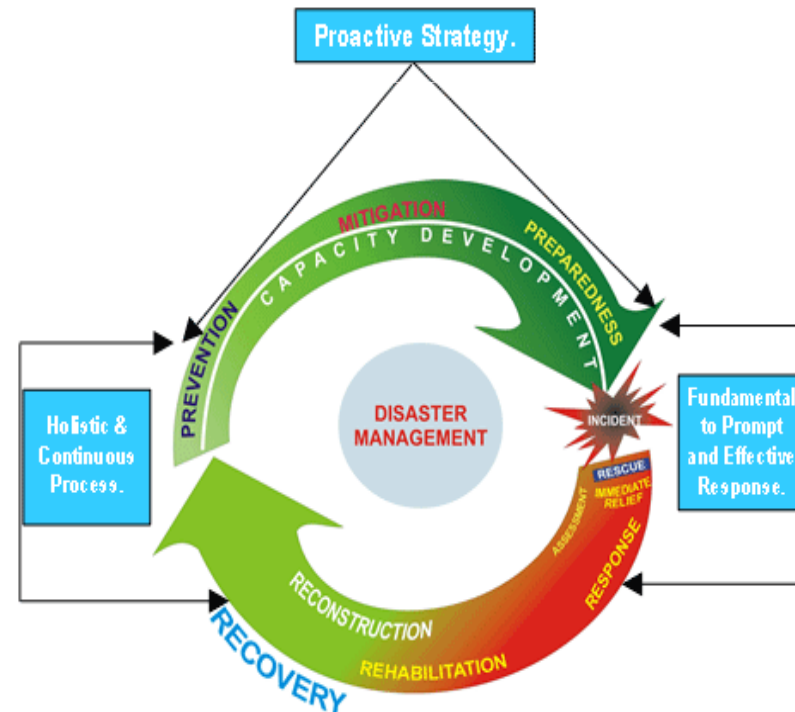 Proactive Strategy.
MITIGATION
CAPACITY DEVELOPMENT
PREPAREDNESS
PREVENTION
Holistic &
Continuous
Process.
DISASTER
MANAGEMENT
INCIDENT
Fundamental
to Prompt
and Effective
Response.
RESCUE
IMMEDIATE
RELIEF
ASSESSMENT
RESPONSE
RECONSTRUCTION
REHABILITATION
RECOVERY